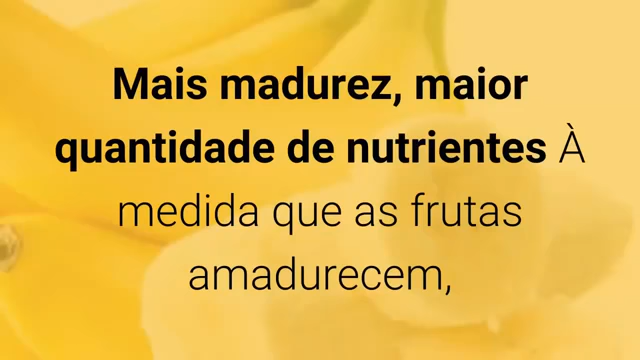 Mais madurez, maior
quantidade de nutrientes À
medida que as frutas
amadurecem,